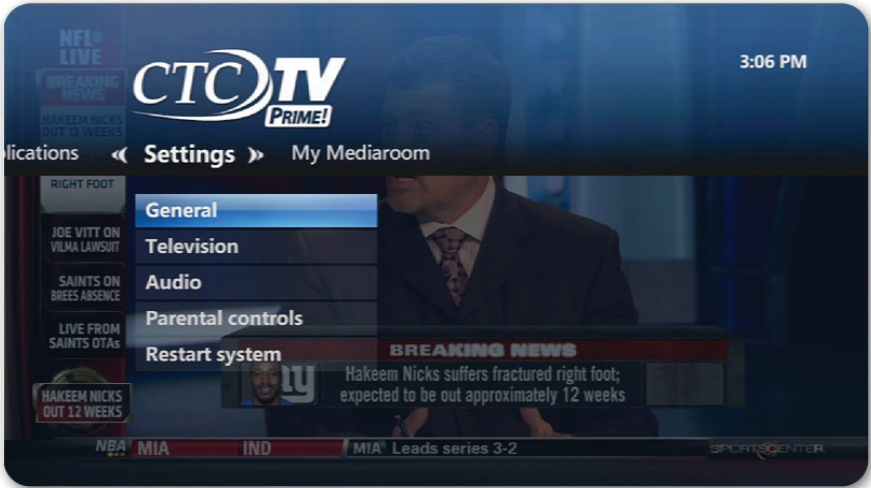 NFL
LIVE
BREAKING
NEWS
HAKEEM NICKS
OUT 12 WEEKS
CTC TV
PRIME!
3:06 PM
lications « Settings » My Mediaroom
RIGHT FOOT
JOE VITT ON
VILMA LAWSUIT
SAINTS ON
BREES ABSENCE
LIVE FROM
SAINTS OTAs
HAKEEM NICKS
OUT 12 WEEKS
General
Television
Audio
Parental controls
Restart system
BREAKING NEWS
ny
Hakeem Nicks suffers fractured right foot;
expected to be out approximately 12 weeks
NBA MIA IND MIA Leads series 3-2
SPORTSCENTER